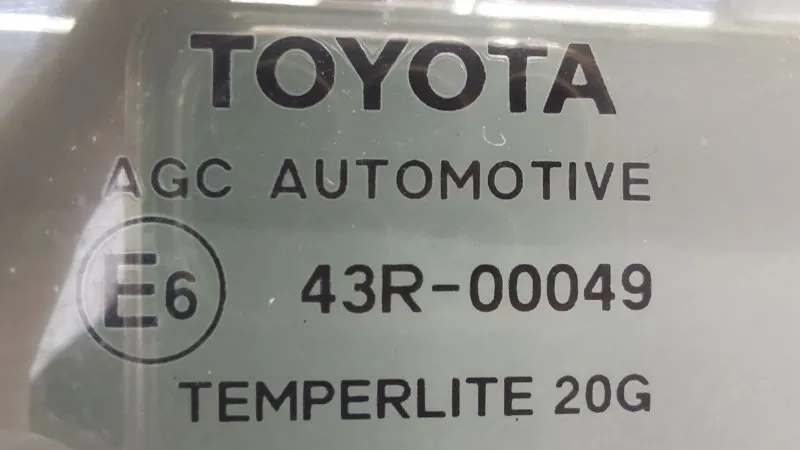 TOYOTA
AGC AUTOMOTIVE
E6 43R-00049
TEMPERLITE 20G